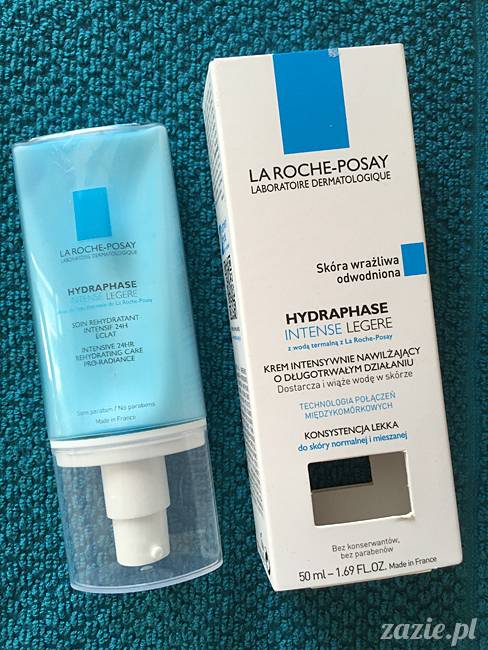 LA ROCHE-POSAY
LABORATOIRE DERMATOLOGIQUE
HYDRAPHASE
INTENSE LEGERE
SOIN REHYDRATANT
INTENSIF 24H
ECLAT
INTENSIVE 24HR
REHYDRATING CARE
PRO-RADIANCE
Sans paraben / No parabens
Made in France
LA ROCHE-POSAY
LABORATOIRE DERMATOLOGIQUE
Skóra wrażliwa
odwodniona
HYDRAPHASE
INTENSE LEGERE
z wodą termalną z La Roche-Posay
KREM INTENSYWNIE NAWILŻAJĄCY
O DŁUGOTRWAŁYM DZIAŁANIU
Dostarcza i wiąże wodę w skórze
TECHNOLOGIA POŁĄCZEŃ
MIĘDZYKOMÓRKOWYCH
KONSYSTENCJA LEKKA
do skóry normalnej i mieszanej
Bez konserwantów,
bez parabenów
50 ml – 1.69 FL.OZ. Made in France
zazie.pl